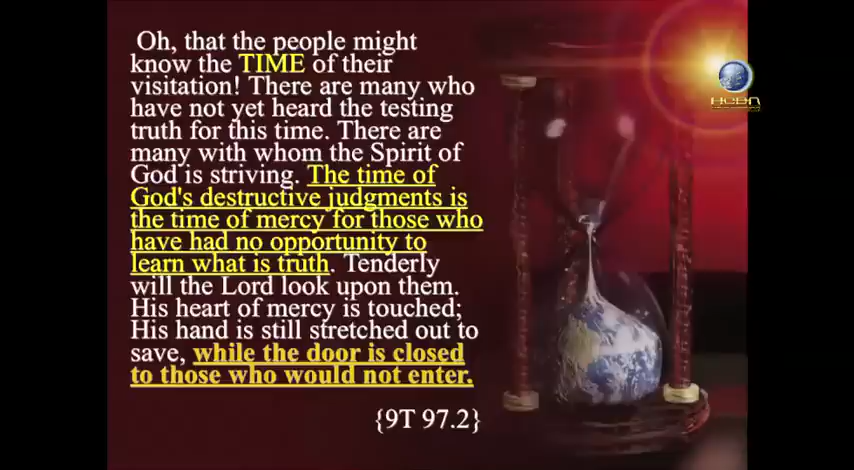 Oh, that the people might
know the TIME of their
visitation! There are many who
have not yet heard the testing
truth for this time. There are
many with whom the Spirit of
God is striving. The time of
God's destructive judgments is
the time of mercy for those who
have had no opportunity to
learn what is truth. Tenderly
will the Lord look upon them.
His heart of mercy is touched;
His hand is still stretched out to
save, while the door is closed
to those who would not enter.
{9T 97.2}